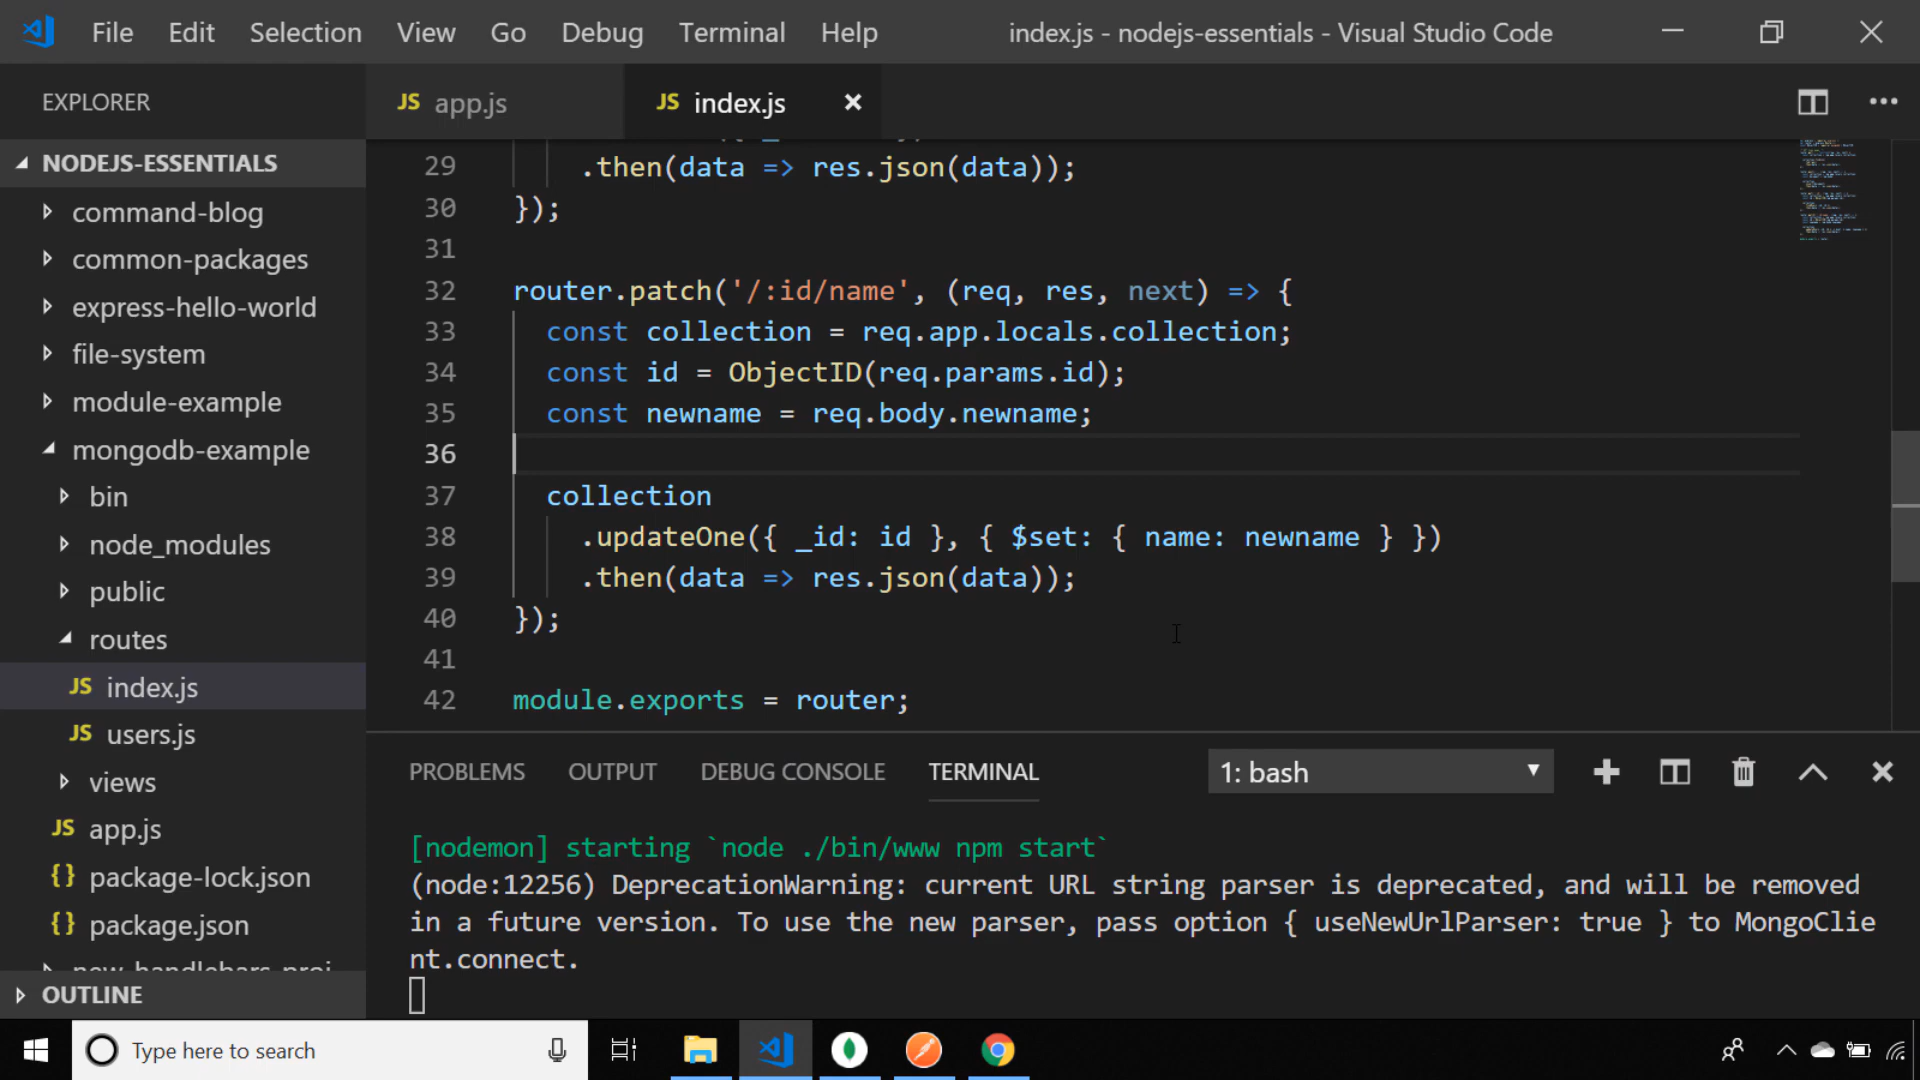 File Edit Selection View Go Debug Terminal Help index.js - nodejs-essentials - Visual Studio Code
EXPLORER
JS app.js JS index.js
NODEJS-ESSENTIALS
command-blog
common-packages
express-hello-world
file-system
module-example
mongodb-example
bin
node_modules
public
routes
JS index.js
JS users.js
views
JS app.js
{} package-lock.json
{} package.json
new_handlebars_proj
OUTLINE
29 .then(data => res.json(data));
30 });
31
32 router.patch('/:id/name', (req, res, next) => {
33 const collection = req.app.locals.collection;
34 const id = ObjectID(req.params.id);
35 const newname = req.body.newname;
36
37 collection
38 .updateOne({ _id: id }, { $set: { name: newname } })
39 .then(data => res.json(data));
40 });
41
42 module.exports = router;
PROBLEMS OUTPUT DEBUG CONSOLE TERMINAL 1: bash
[nodemon] starting `node ./bin/www npm start`
(node:12256) DeprecationWarning: current URL string parser is deprecated, and will be removed
in a future version. To use the new parser, pass option { useNewUrlParser: true } to MongoClie
nt.connect.
Type here to search